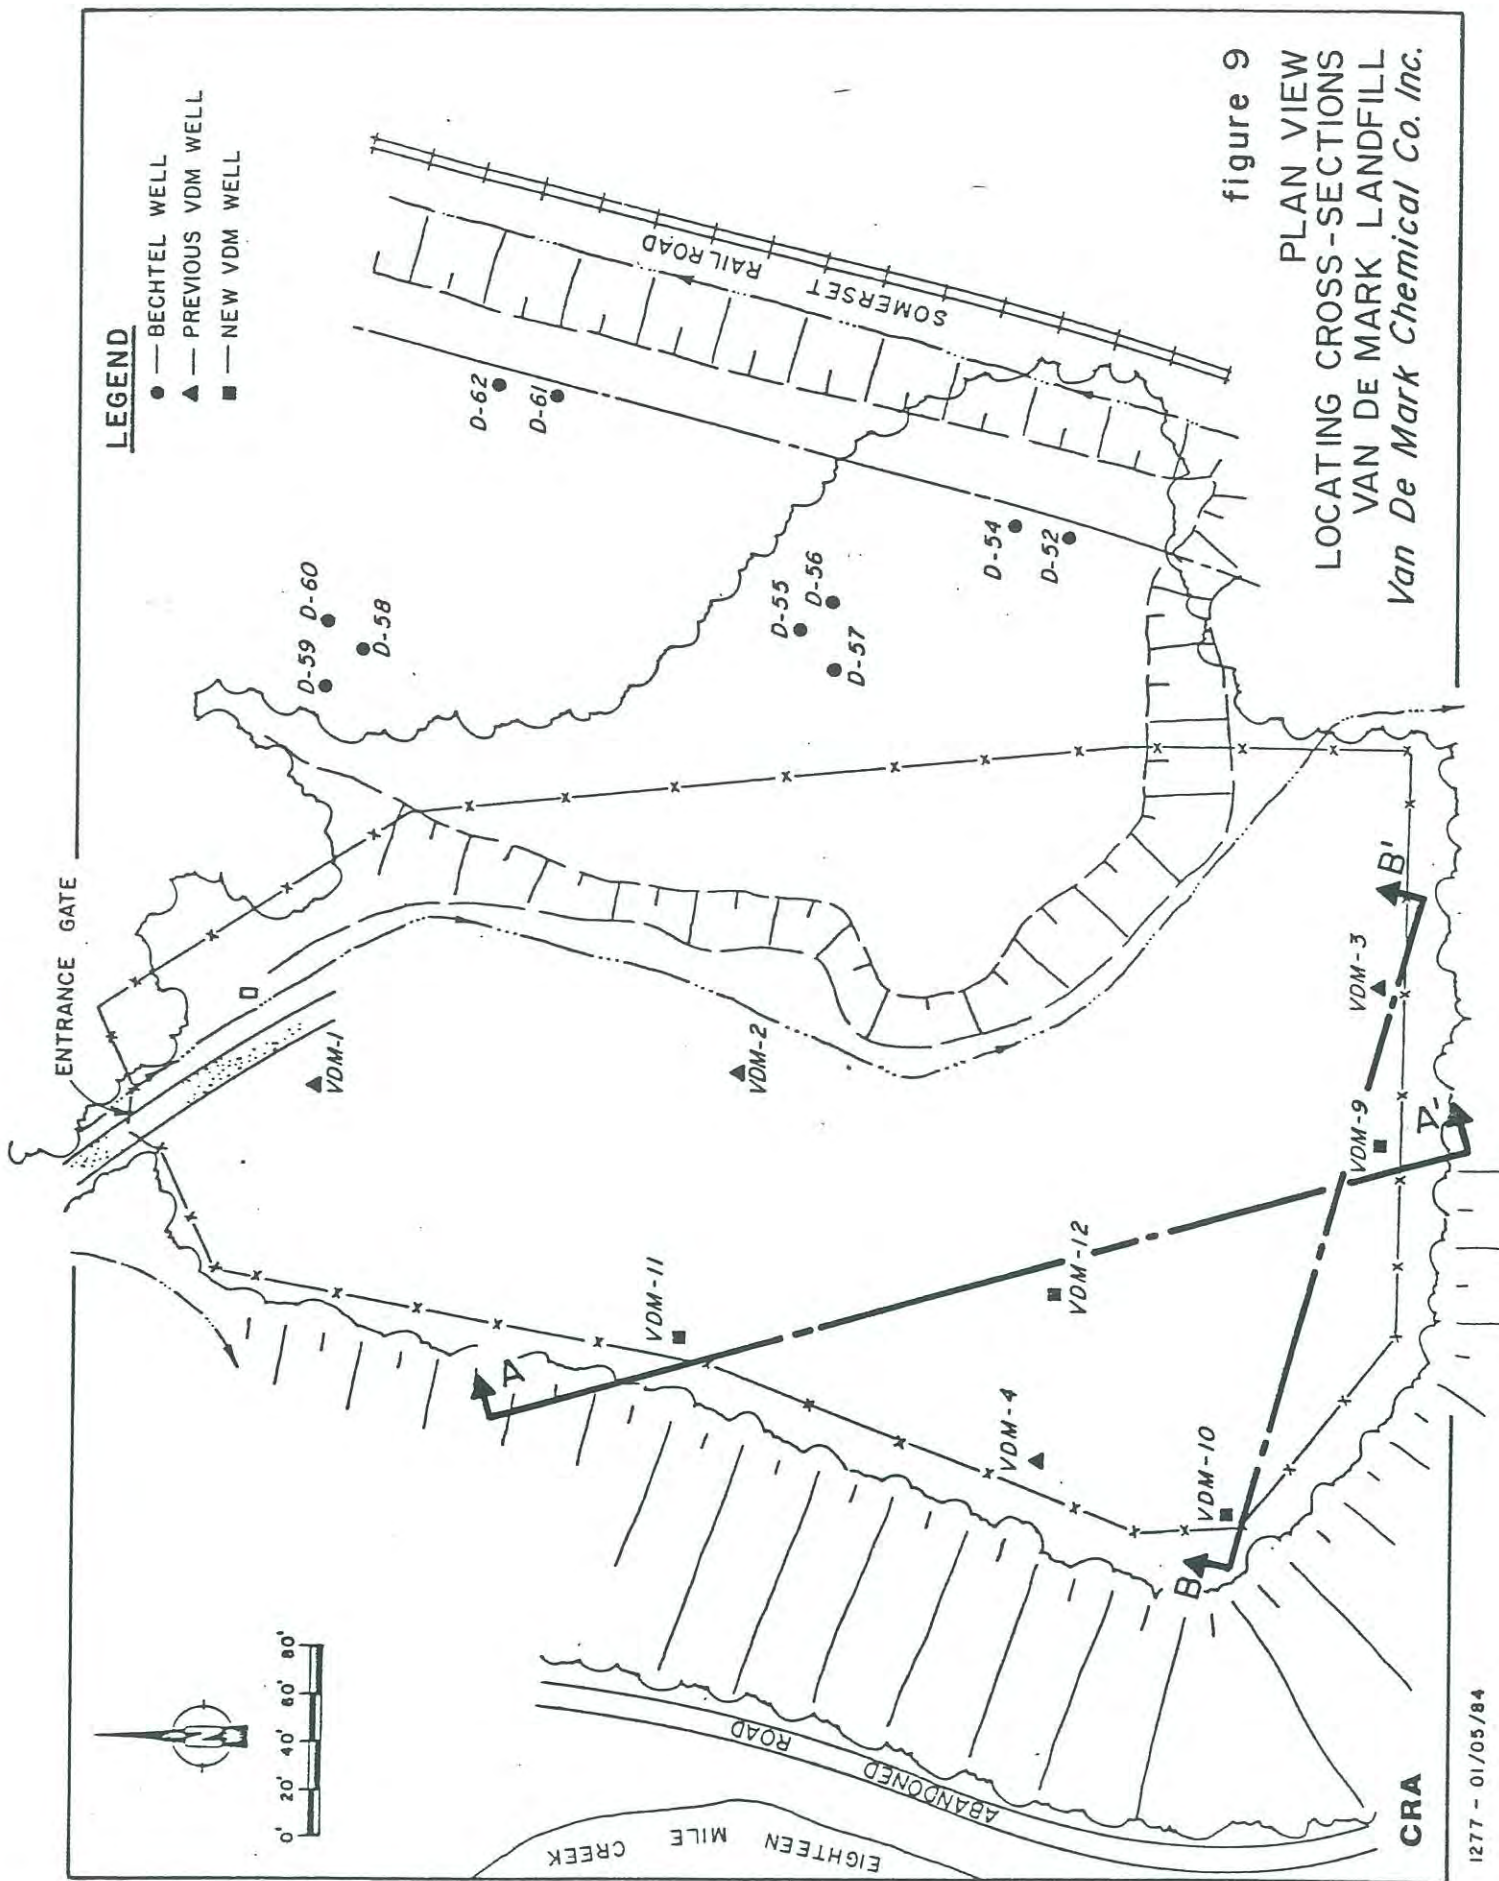 LEGEND
● — BECHTEL WELL
▲ — PREVIOUS VDM WELL
■ — NEW VDM WELL
ENTRANCE GATE
D-62
D-61
D-60
D-59
D-58
D-55
D-56
D-57
D-54
D-52
SOMERSET
RAILROAD
VDM-1
VDM-2
VDM-3
VDM-9
VDM-11
VDM-12
VDM-4
VDM-10
A
A'
B
B'
N
0' 20' 40' 60' 80'
ABANDONED
ROAD
EIGHTEEN MILE CREEK
figure 9
PLAN VIEW
LOCATING CROSS-SECTIONS
VAN DE MARK LANDFILL
Van De Mark Chemical Co. Inc.
CRA
1277 - 01/05/84